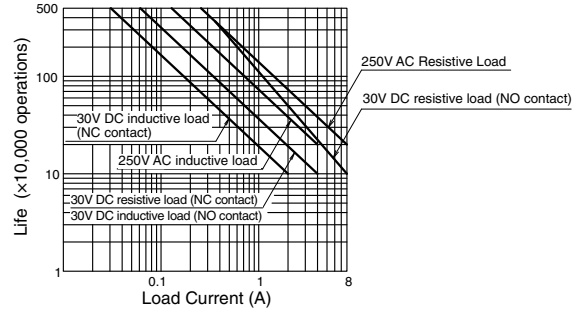 500
100
10
1
Life (×10,000 operations)
250V AC Resistive Load
30V DC resistive load (NO contact)
30V DC inductive load
(NC contact)
250V AC inductive load
30V DC resistive load (NC contact)
30V DC inductive load (NO contact)
0.1
1
8
Load Current (A)